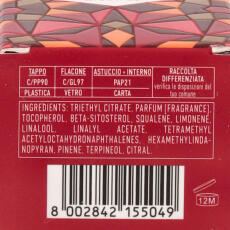 TAPPO
C/PP90
PLASTICA
FLACONE
C/GL97
VETRO
ASTUCCIO + INTERNO
PAP21
CARTA
RACCOLTA
DIFFERENZIATA
verifica le disposizioni del
tuo comune
INGREDIENTS: TRIETHYL CITRATE, PARFUM [FRAGRANCE],
TOCOPHEROL, BETA-SITOSTEROL, SQUALENE, LIMONENE,
LINALOOL, LINALYL ACETATE, TETRAMETHYL
ACETYLOCTAHYDRONAPHTHALENES, HEXAMETHYLINDA-
NOPYRAN, PINENE, TERPINEOL, CITRAL.
8 002842 155049
12M